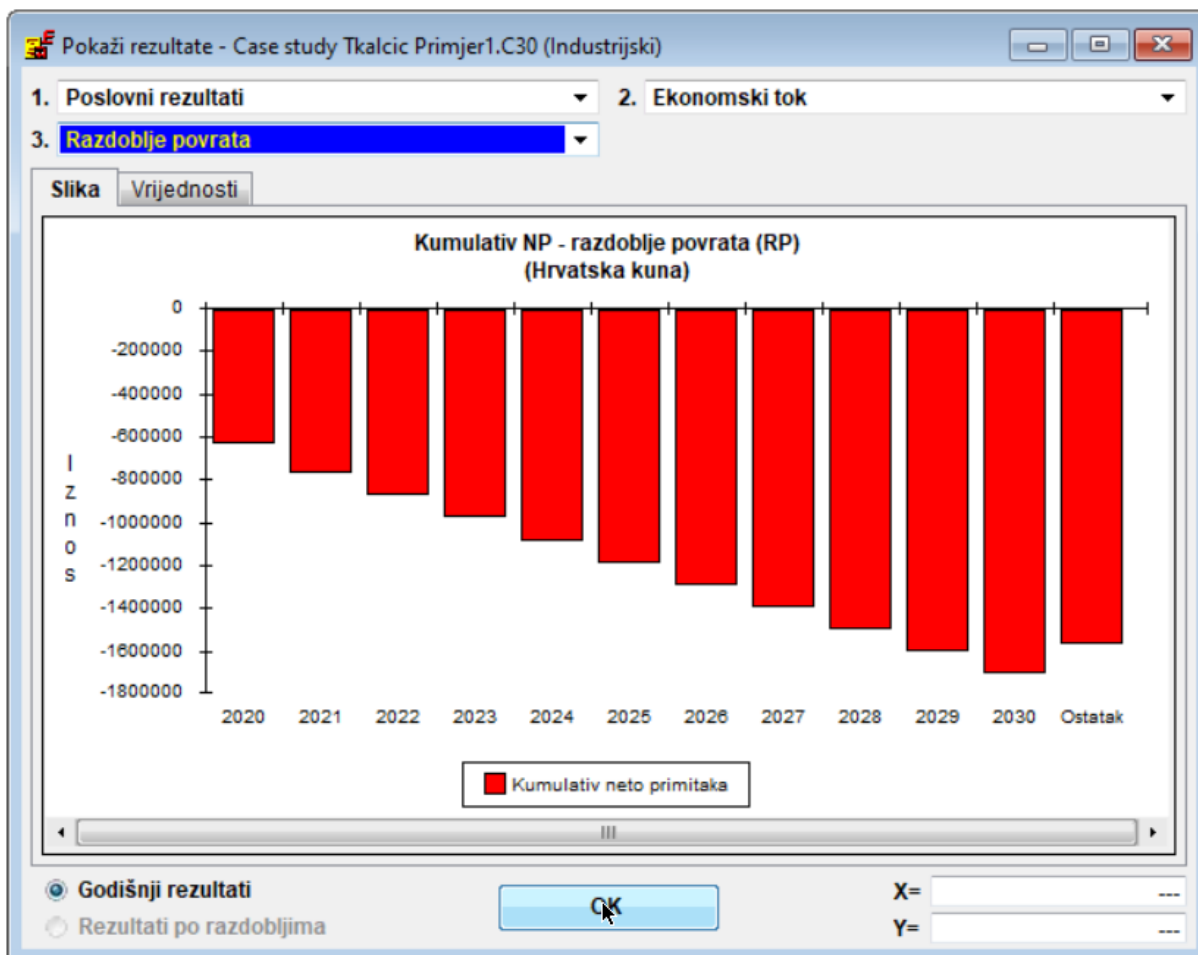 Pokaži rezultate - Case study Tkalcic Primjer1.C30 (Industrijski)
1. Poslovni rezultati 2. Ekonomski tok
3. Razdoblje povrata
Slika Vrijednosti
Kumulativ NP - razdoblje povrata (RP)
(Hrvatska kuna)
0
-200000
-400000
-600000
-800000
-1000000
-1200000
-1400000
-1600000
-1800000
Iznos
2020 2021 2022 2023 2024 2025 2026 2027 2028 2029 2030 Ostatak
Kumulativ neto primitaka
Godišnji rezultati
Rezultati po razdobljima
OK
X= ---
Y= ---